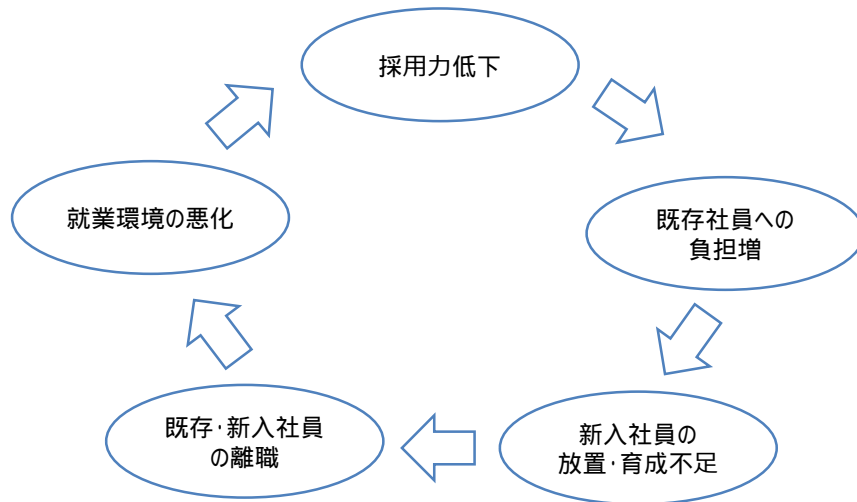 採用力低下
既存社員への
負担増
新入社員の
放置･育成不足
既存･新入社員
の離職
就業環境の悪化